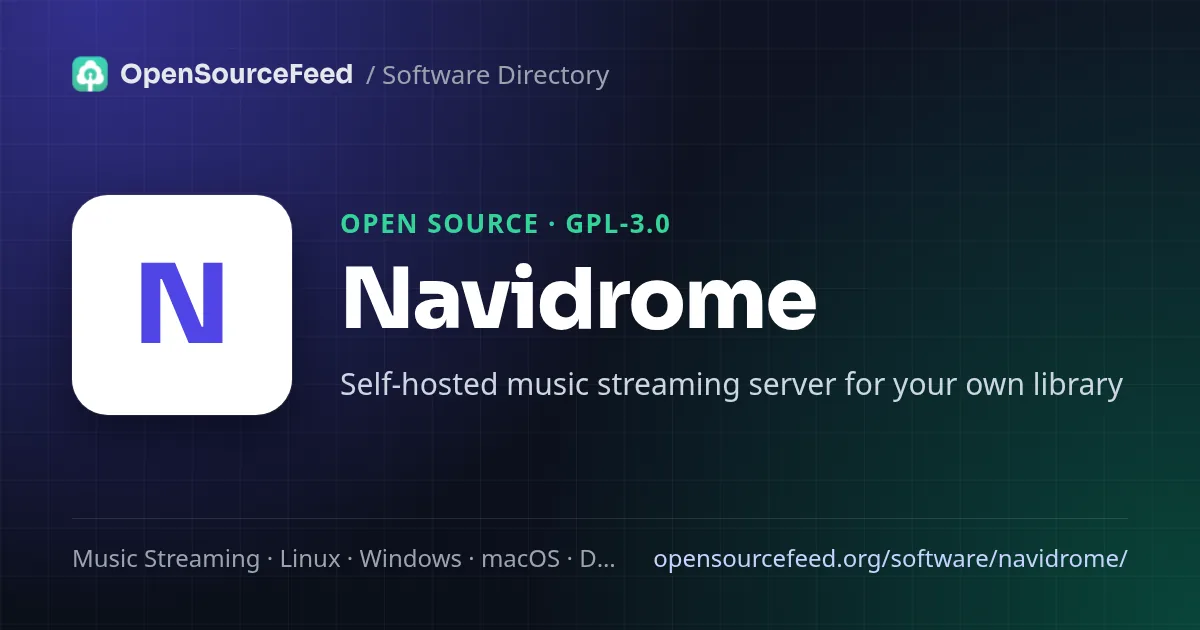 OpenSourceFeed / Software Directory
N
OPEN SOURCE · GPL-3.0
Navidrome
Self-hosted music streaming server for your own library
Music Streaming · Linux · Windows · macOS · D...
opensourcefeed.org/software/navidrome/